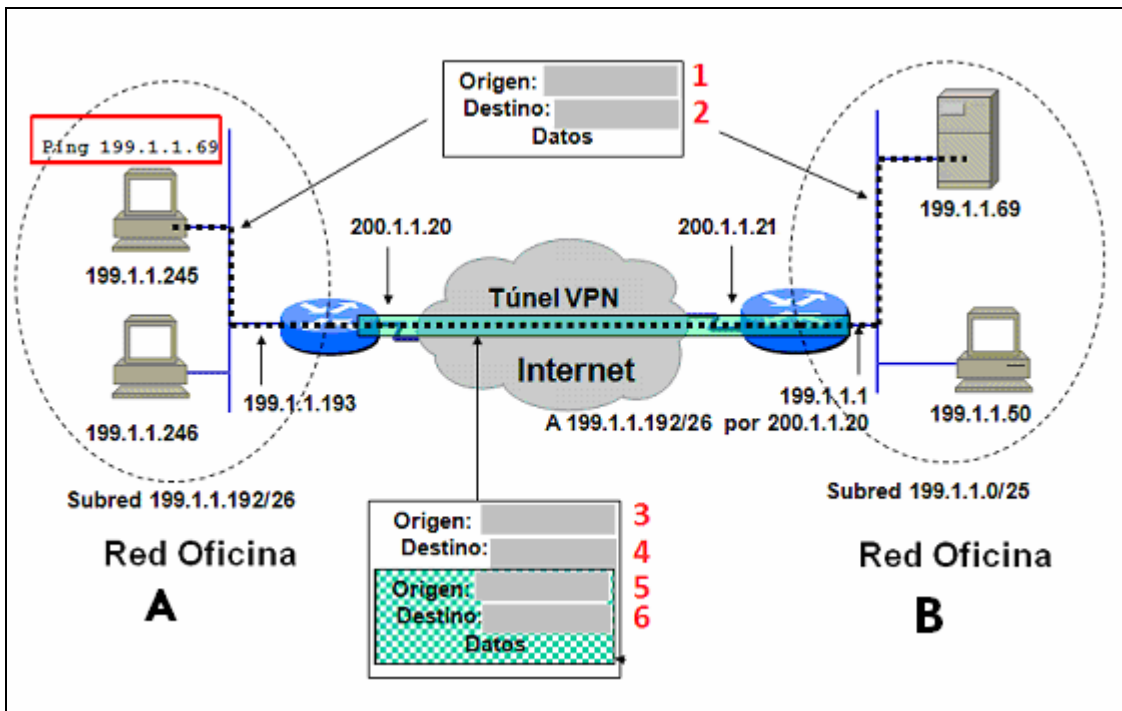 Origen: 1
Destino: 2
Datos
Ping 199.1.1.69
199.1.1.245
199.1.1.246
199.1.1.193
200.1.1.20
200.1.1.21
Túnel VPN
Internet
A 199.1.1.192/26 por 200.1.1.20
199.1.1.1
199.1.1.69
199.1.1.50
Subred 199.1.1.192/26
Red Oficina
A
Subred 199.1.1.0/25
Red Oficina
B
Origen: 3
Destino: 4
Origen: 5
Destino: 6
Datos